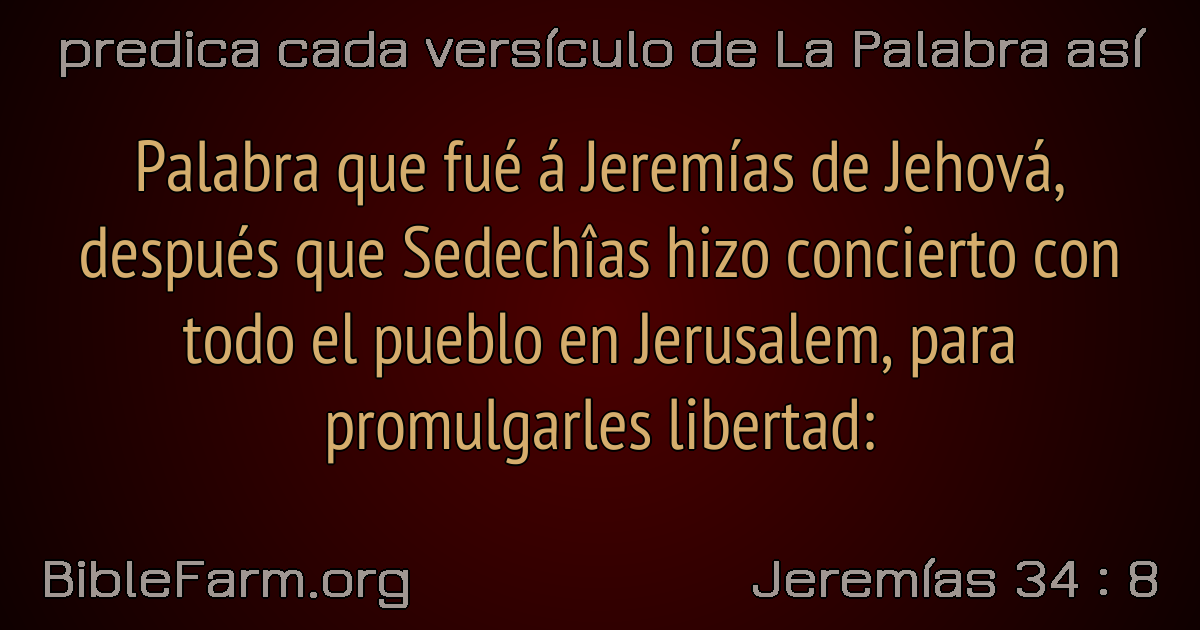 predica cada versículo de La Palabra así
Palabra que fué á Jeremías de Jehová,
después que Sedechîas hizo concierto con
todo el pueblo en Jerusalem, para
promulgarles libertad:
BibleFarm.org
Jeremías 34 : 8